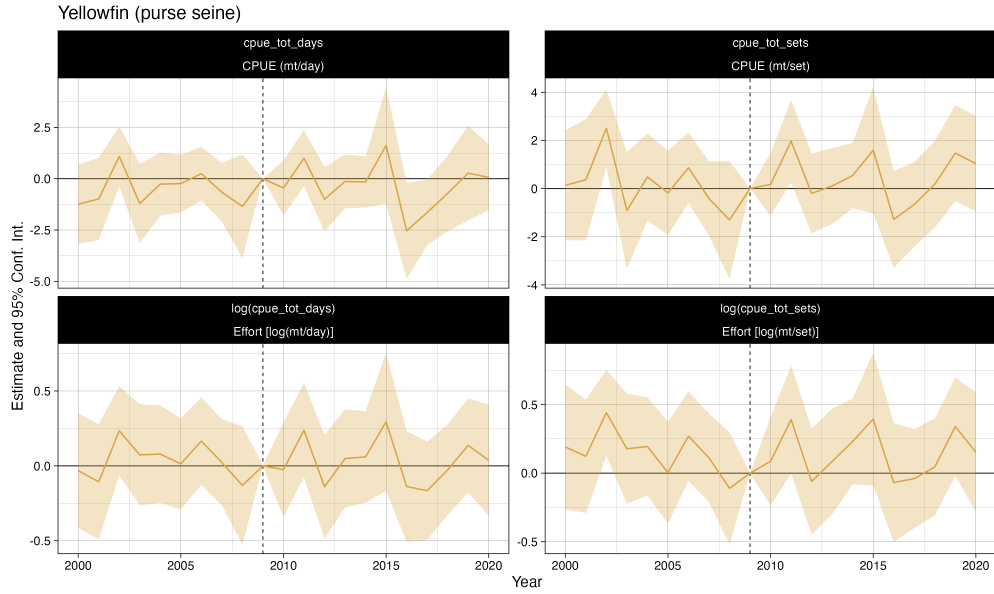 Yellowfin (purse seine)
cpue_tot_days
CPUE (mt/day)
cpue_tot_sets
CPUE (mt/set)
2.5
0.0
-2.5
-5.0
4
2
0
-2
-4
Estimate and 95% Conf. Int.
log(cpue_tot_days)
Effort [log(mt/day)]
log(cpue_tot_sets)
Effort [log(mt/set)]
0.5
0.0
-0.5
0.5
0.0
-0.5
2000 2005 2010 2015 2020
2000 2005 2010 2015 2020
Year